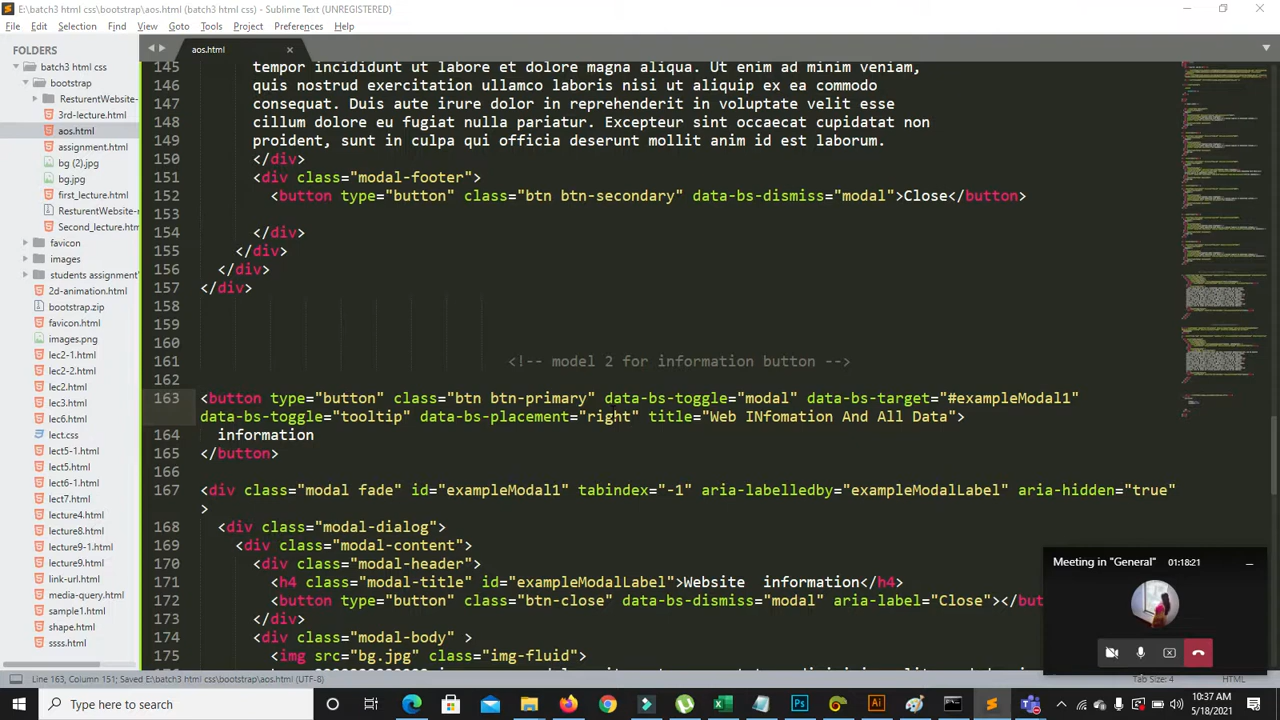 E:\batch3 html css\bootstrap\aos.html (batch3 html css) - Sublime Text (UNREGISTERED)
File Edit Selection Find View Goto Tools Project Preferences Help
FOLDERS
batch3 html css
bootstrap
ResturentWebsite-
3rd-lecture.html
aos.html
assignment.html
bg (2).jpg
bg.jpg
first_lecture.html
ResturentWebsite-r
Second_lecture.htm
favicon
images
students assignment
2d-animation.html
bootstrap.zip
favicon.html
images.png
lec2-1.html
lec2-2.html
lec2.html
lec3.html
lec6.html
lect.css
lect5-1.html
lect5.html
lect6-1.html
lect7.html
lecture4.html
lecture8.html
lecture9-1.html
lecture9.html
link-url.html
media-query.html
sample1.html
shape.html
ssss.html
aos.html
145 tempor incididunt ut labore et dolore magna aliqua. Ut enim ad minim veniam,
146 quis nostrud exercitation ullamco laboris nisi ut aliquip ex ea commodo
147 consequat. Duis aute irure dolor in reprehenderit in voluptate velit esse
148 cillum dolore eu fugiat nulla pariatur. Excepteur sint occaecat cupidatat non
149 proident, sunt in culpa qui officia deserunt mollit anim id est laborum.
150 </div>
151 <div class="modal-footer">
152 <button type="button" class="btn btn-secondary" data-bs-dismiss="modal">Close</button>
153
154 </div>
155 </div>
156 </div>
157 </div>
158
159
160
161 <!-- model 2 for information button -->
162
163 <button type="button" class="btn btn-primary" data-bs-toggle="modal" data-bs-target="#exampleModal1"
data-bs-toggle="tooltip" data-bs-placement="right" title="Web INfomation And All Data">
164 information
165 </button>
166
167 <div class="modal fade" id="exampleModal1" tabindex="-1" aria-labelledby="exampleModalLabel" aria-hidden="true"
>
168 <div class="modal-dialog">
169 <div class="modal-content">
170 <div class="modal-header">
171 <h4 class="modal-title" id="exampleModalLabel">Website information</h4>
172 <button type="button" class="btn-close" data-bs-dismiss="modal" aria-label="Close"></bu
173 </div>
174 <div class="modal-body" >
175 <img src="bg.jpg" class="img-fluid">
Meeting in "General" 01:18:21
Line 163, Column 151; Saved E:\batch3 html css\bootstrap\aos.html (UTF-8)
Tab Size: 4
HTML
Type here to search
10:37 AM
5/18/2021